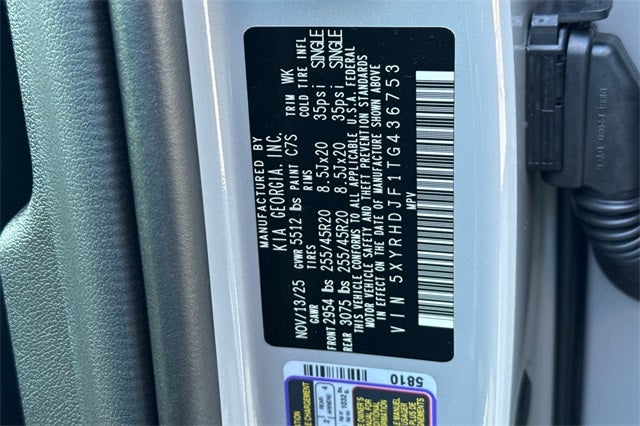 MANUFACTURED BY
KIA GEORGIA, INC.
NOV/13/25 GVWR 5512 lbs PAINT C7S TRIM WK
GAWR TIRES RIMS COLD TIRE INFL
FRONT 2954 lbs 255/45R20 8.5Jx20 35psi SINGLE
REAR 3075 lbs 255/45R20 8.5Jx20 35psi SINGLE
THIS VEHICLE CONFORMS TO ALL APPLICABLE U.S.A. FEDERAL
MOTOR VEHICLE SAFETY AND THEFT PREVENTION STANDARDS
IN EFFECT ON THE DATE OF MANUFACTURE SHOWN ABOVE
VIN 5XYRHDJF1TG436753
MPV
5810